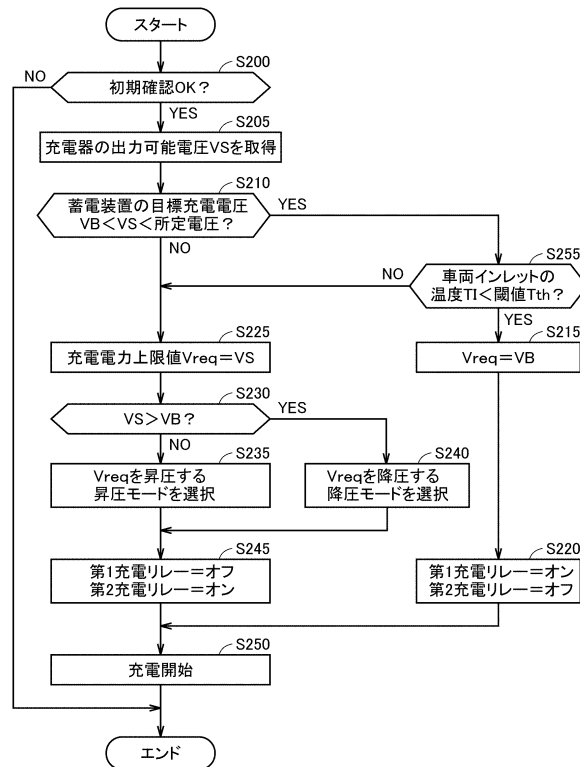 スタート
S200
NO
初期確認OK？
YES
S205
充電器の出力可能電圧VSを取得
S210
蓄電装置の目標充電電圧
VB＜VS＜所定電圧？
YES
NO
S255
車両インレットの
温度TI＜閾値Tth？
NO
YES
S225
充電電力上限値Vreq＝VS
S215
Vreq＝VB
S230
VS＞VB？
YES
NO
S235
Vreqを昇圧する
昇圧モードを選択
S240
Vreqを降圧する
降圧モードを選択
S245
第1充電リレー＝オフ
第2充電リレー＝オン
S220
第1充電リレー＝オン
第2充電リレー＝オフ
S250
充電開始
エンド